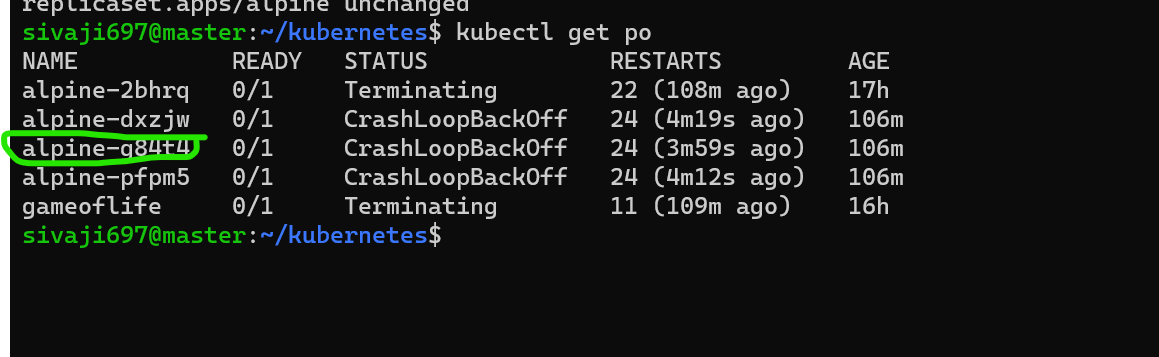 replicaset.apps/alpine unchanged
sivaji697@master:~/kubernetes$ kubectl get po
NAME READY STATUS RESTARTS AGE
alpine-2bhrq 0/1 Terminating 22 (108m ago) 17h
alpine-dxzjw 0/1 CrashLoopBackOff 24 (4m19s ago) 106m
0/1 CrashLoopBackOff 24 (3m59s ago) 106m
alpine-pfpm5 0/1 CrashLoopBackOff 24 (4m12s ago) 106m
gameoflife 0/1 Terminating 11 (109m ago) 16h
sivaji697@master:~/kubernetes$